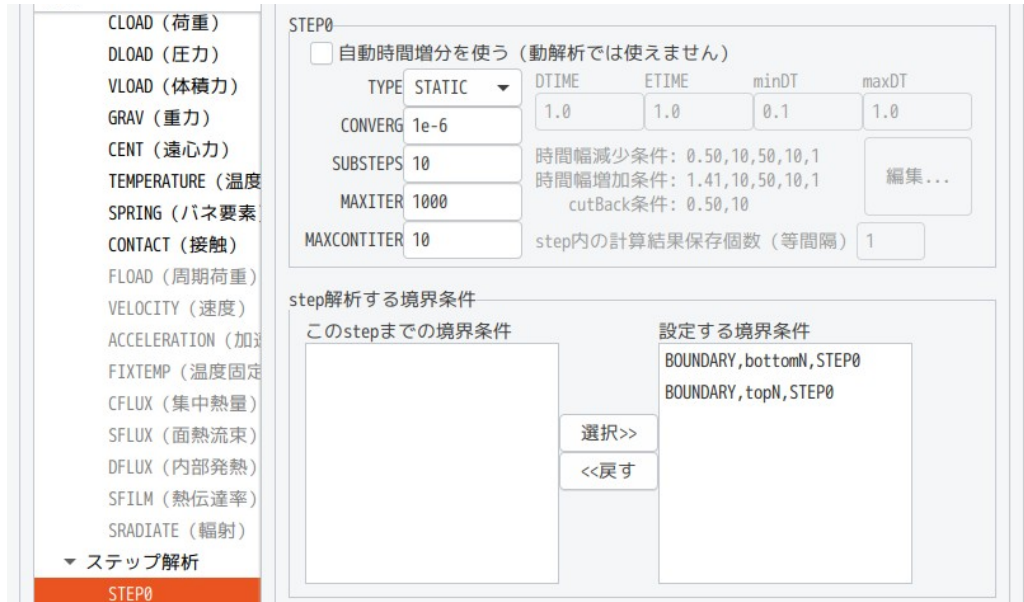 CLOAD (荷重)
DLOAD (圧力)
VLOAD (体積力)
GRAV (重力)
CENT (遠心力)
TEMPERATURE (温度
SPRING (バネ要素
CONTACT (接触)
FLOAD (周期荷重)
VELOCITY (速度)
ACCELERATION (加速
FIXTEMP (温度固定
CFLUX (集中熱量)
SFLUX (面熱流束)
DFLUX (内部発熱)
SFILM (熱伝達率)
SRADIATE (輻射)
ステップ解析
STEP0
STEP0
自動時間増分を使う (動解析では使えません)
TYPE STATIC
CONVERG 1e-6
SUBSTEPS 10
MAXITER 1000
MAXCONTITER 10
DTIME ETIME minDT maxDT
1.0 1.0 0.1 1.0
時間幅減少条件: 0.50,10,50,10,1
時間幅増加条件: 1.41,10,50,10,1
cutBack条件: 0.50,10
編集...
step内の計算結果保存個数 (等間隔) 1
step解析する境界条件
このstepまでの境界条件
選択>>
<<戻す
設定する境界条件
BOUNDARY,bottomN,STEP0
BOUNDARY,topN,STEP0